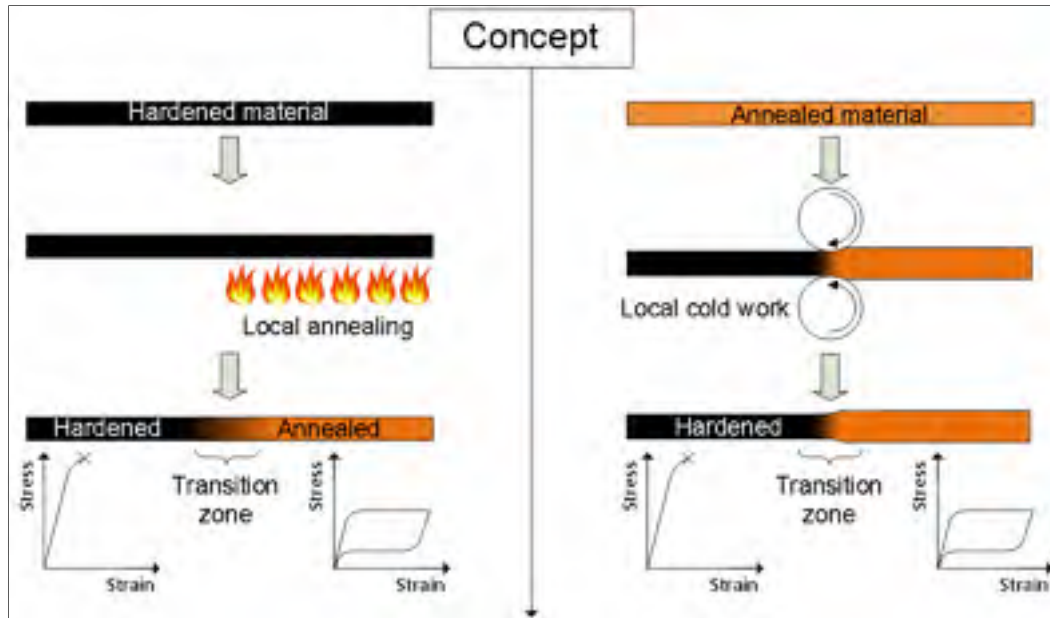 Concept
Hardened material
Local annealing
Hardened
Annealed
Transition
zone
Stress
Strain
Stress
Strain
Annealed material
Local cold work
Hardened
Transition
zone
Stress
Strain
Stress
Strain